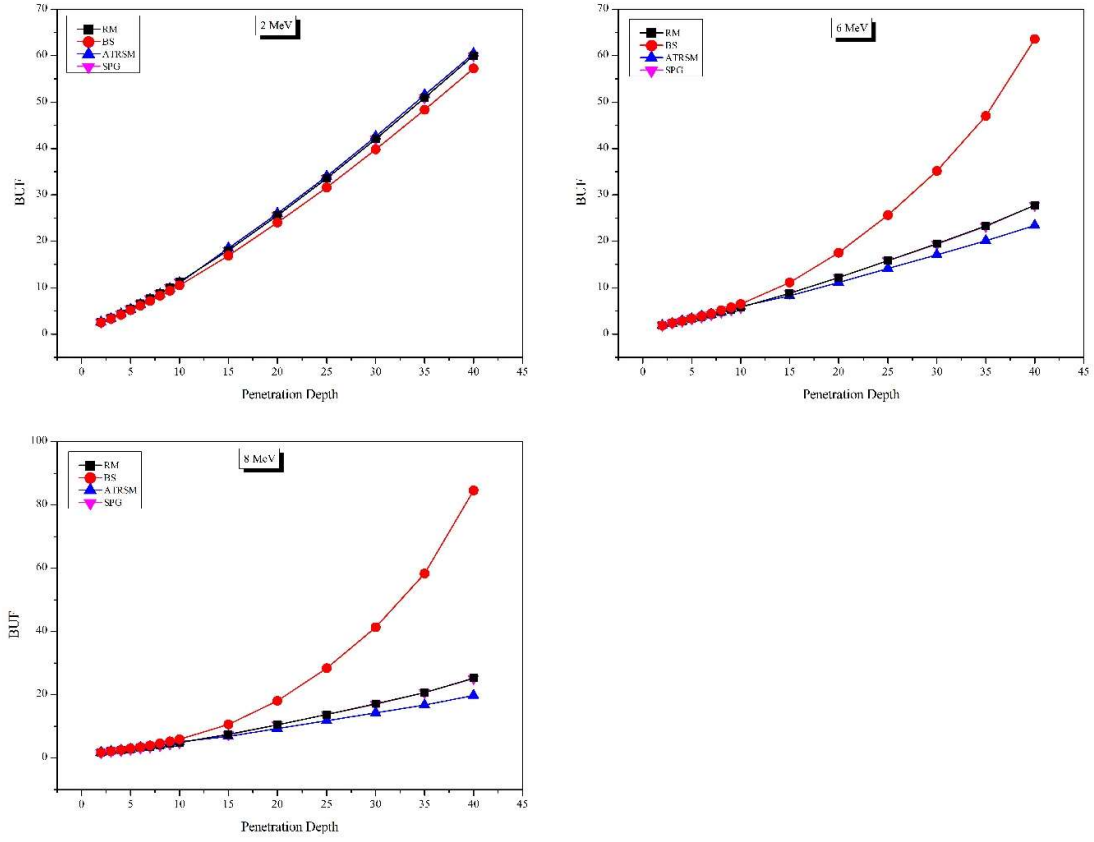 2 MeV
RM
BS
ATRSM
SPG
70
60
50
40
30
20
10
0
BUF
0 5 10 15 20 25 30 35 40 45
Penetration Depth
6 MeV
RM
BS
ATRSM
SPG
70
60
50
40
30
20
10
0
BUF
0 5 10 15 20 25 30 35 40 45
Penetration Depth
8 MeV
RM
BS
ATRSM
SPG
100
80
60
40
20
0
BUF
0 5 10 15 20 25 30 35 40 45
Penetration Depth